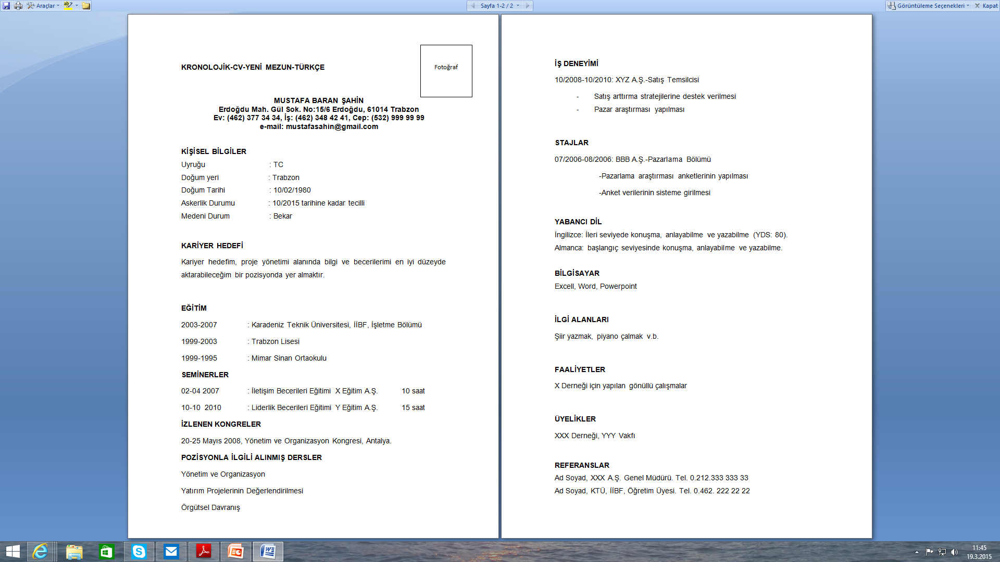 Araçlar
Sayfa 1-2 / 2
Görüntüleme Seçenekleri
Kapat
KRONOLOJİK-CV-YENİ MEZUN-TÜRKÇE
Fotoğraf
MUSTAFA BARAN ŞAHİN
Erdoğdu Mah. Gül Sok. No:15/6 Erdoğdu, 61014 Trabzon
Ev: (462) 377 34 34, İş: (462) 348 42 41, Cep: (532) 999 99 99
e-mail: mustafasahin@gmail.com
KİŞİSEL BİLGİLER
Uyruğu : TC
Doğum yeri : Trabzon
Doğum Tarihi : 10/02/1980
Askerlik Durumu : 10/2015 tarihine kadar tecilli
Medeni Durum : Bekar
KARİYER HEDEFİ
Kariyer hedefim, proje yönetimi alanında bilgi ve becerilerimi en iyi düzeyde
aktarabileceğim bir pozisyonda yer almaktır.
EĞİTİM
2003-2007 : Karadeniz Teknik Üniversitesi, İİBF, İşletme Bölümü
1999-2003 : Trabzon Lisesi
1999-1995 : Mimar Sinan Ortaokulu
SEMİNERLER
02-04 2007 : İletişim Becerileri Eğitimi X Eğitim A.Ş. 10 saat
10-10 2010 : Liderlik Becerileri Eğitimi Y Eğitim A.Ş. 15 saat
İZLENEN KONGRELER
20-25 Mayıs 2008, Yönetim ve Organizasyon Kongresi, Antalya.
POZİSYONLA İLGİLİ ALINMIŞ DERSLER
Yönetim ve Organizasyon
Yatırım Projelerinin Değerlendirilmesi
Örgütsel Davranış
İŞ DENEYİMİ
10/2008-10/2010: XYZ A.Ş.-Satış Temsilcisi
- Satış arttırma stratejilerine destek verilmesi
- Pazar araştırması yapılması
STAJLAR
07/2006-08/2006: BBB A.Ş.-Pazarlama Bölümü
-Pazarlama araştırması anketlerinin yapılması
-Anket verilerinin sisteme girilmesi
YABANCI DİL
İngilizce: İleri seviyede konuşma, anlayabilme ve yazabilme (YDS: 80).
Almanca: başlangıç seviyesinde konuşma, anlayabilme ve yazabilme.
BİLGİSAYAR
Excell, Word, Powerpoint
İLGİ ALANLARI
Şiir yazmak, piyano çalmak v.b.
FAALİYETLER
X Derneği için yapılan gönüllü çalışmalar
ÜYELİKLER
XXX Derneği, YYY Vakfı
REFERANSLAR
Ad Soyad, XXX A.Ş. Genel Müdürü. Tel. 0.212.333 333 33
Ad Soyad, KTÜ, İİBF, Öğretim Üyesi. Tel. 0.462. 222 22 22
11:45
19.3.2015